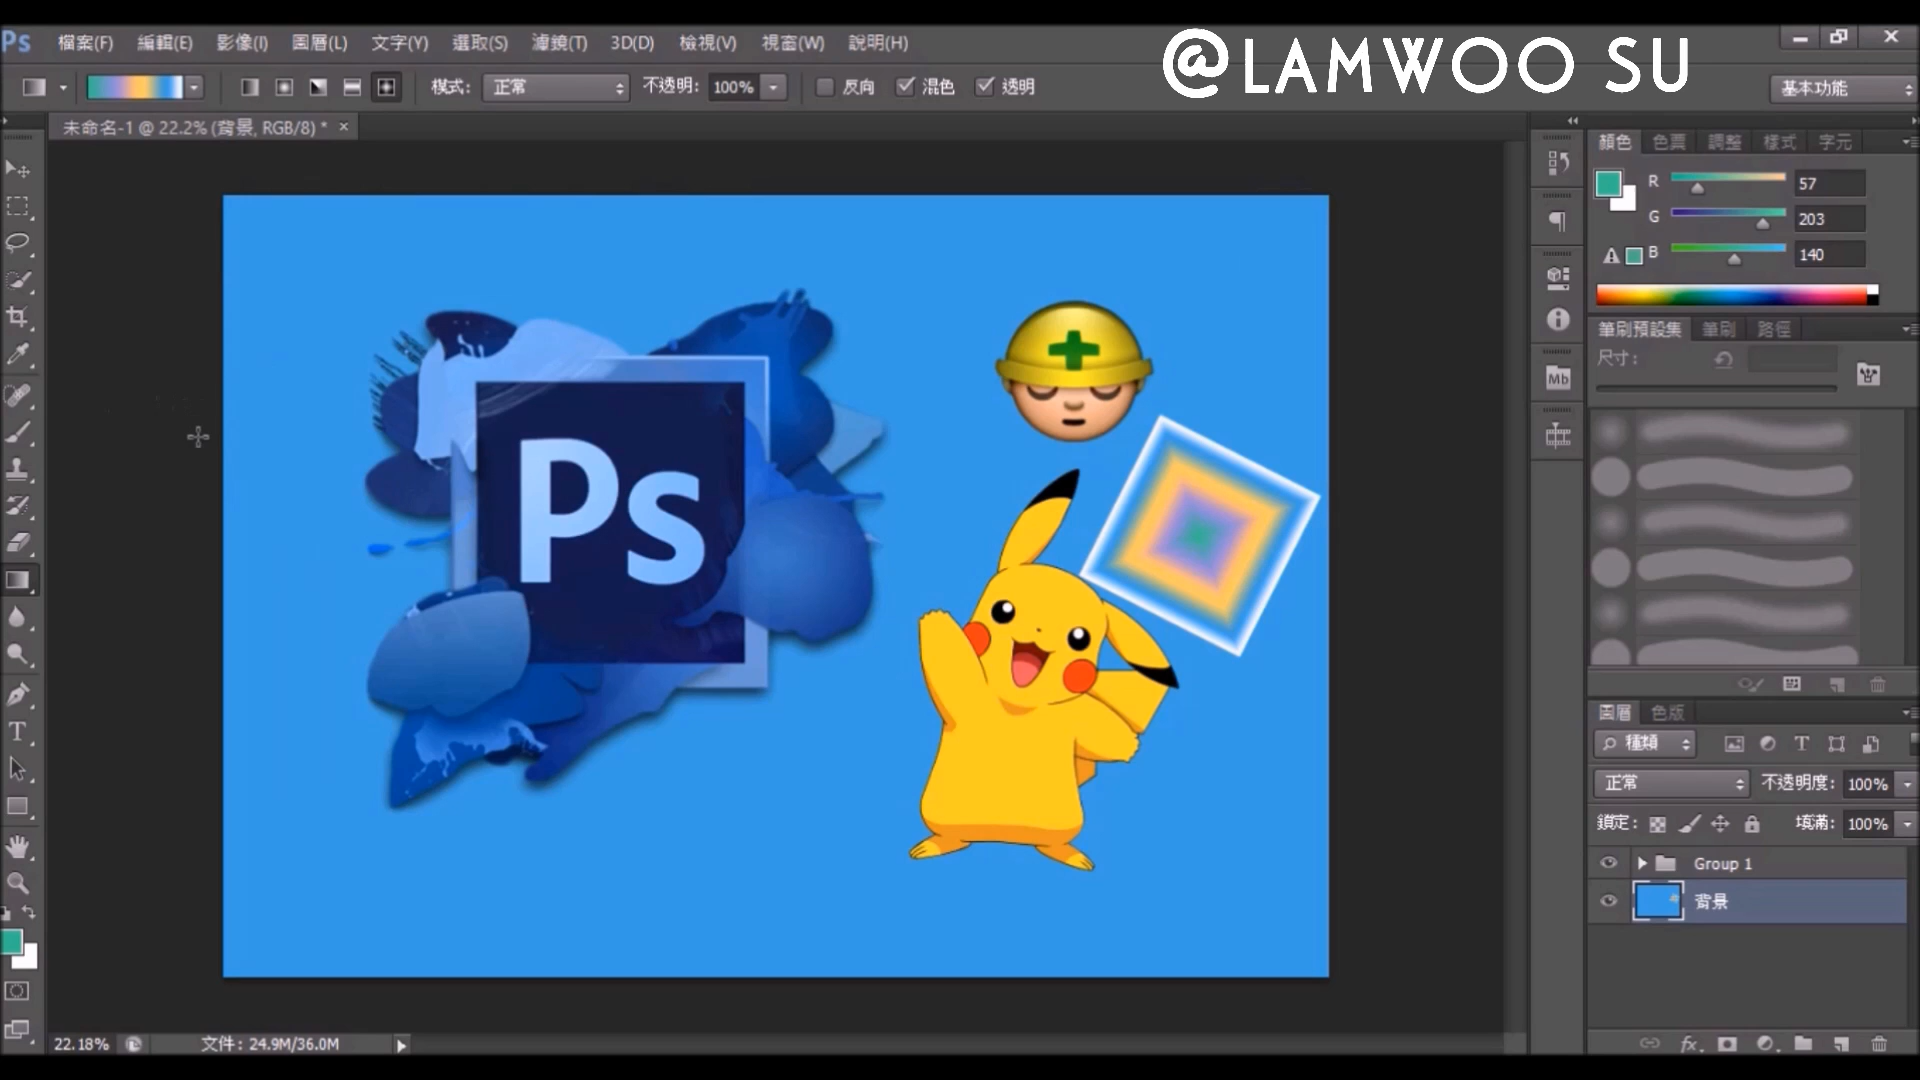 Ps 檔案(F) 編輯(E) 影像(I) 圖層(L) 文字(Y) 選取(S) 濾鏡(T) 3D(D) 檢視(V) 視窗(W) 說明(H)
@LAMWOO SU
模式: 正常 不透明: 100% 反向 混色 透明
基本功能
未命名-1 @ 22.2% (背景, RGB/8) * ×
顏色 色票 調整 樣式 字元
R 57
G 203
B 140
筆刷預設集 筆刷 路徑
尺寸:
Mb
Ps
圖層 色版
種類
正常 不透明度: 100%
鎖定: 填滿: 100%
Group 1
背景
22.18% 文件: 24.9M/36.0M
fx